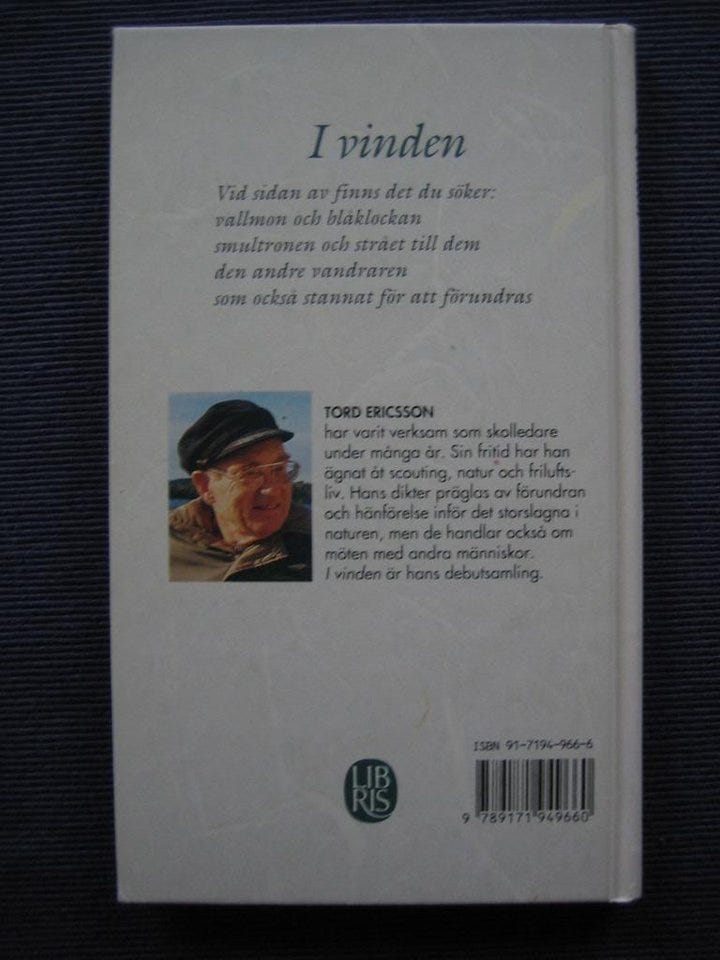 I vinden
Vid sidan av finns det du söker:
vallmon och blåklockan
smultronen och strået till dem
den andre vandraren
som också stannat för att förundras
TORD ERICSSON
har varit verksam som skolledare
under många år. Sin fritid har han
ägnat åt scouting, natur och frilufts-
liv. Hans dikter präglas av förundran
och hänförelse inför det storslagna i
naturen, men de handlar också om
möten med andra människor.
I vinden är hans debutsamling.
LIB
RIS
ISBN 91-7194-966-6
9 789171 949660